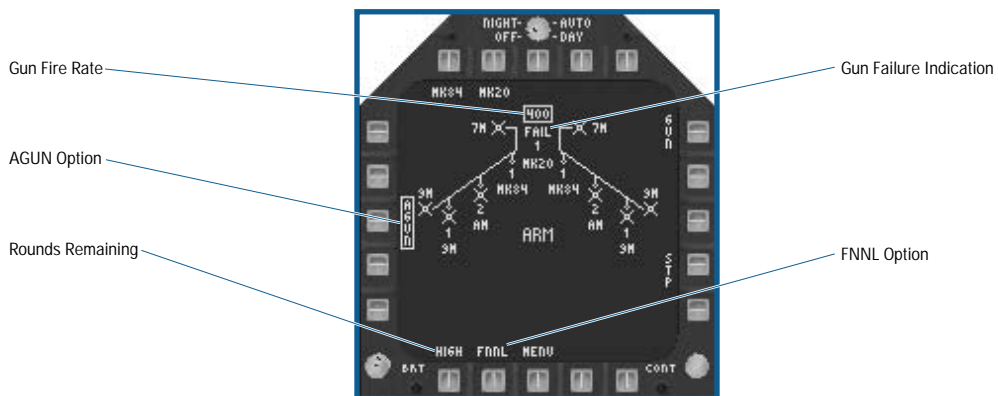 NIGHT- -AUTO
OFF- -DAY
Gun Fire Rate
Gun Failure Indication
MK84 MK20
400
7M FAIL 7M
1
GUN
MK20
AGUN Option
1 1
MK84 MK84
9M 9M
AGUN
2 2
AM AM
1 1
9M 9M
ARM
Rounds Remaining
FNNL Option
STP
HIGH FNNL MENU
BRT CONT